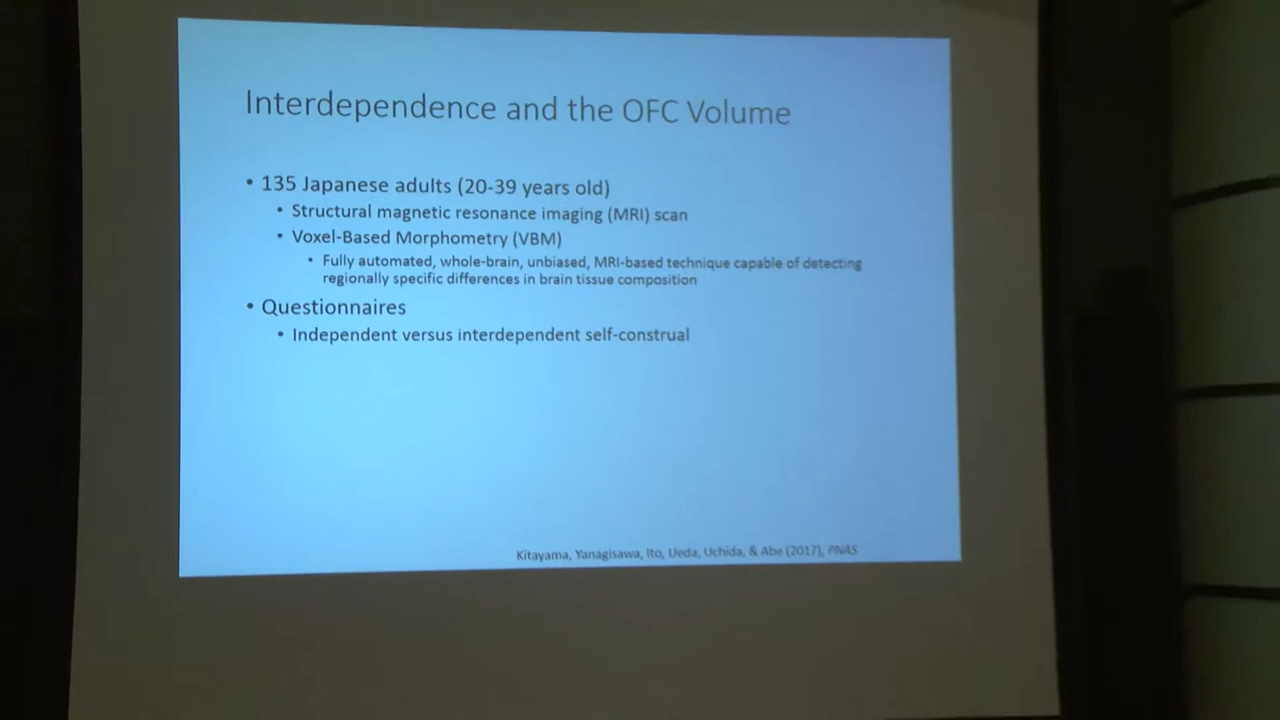 Interdependence and the OFC Volume
• 135 Japanese adults (20-39 years old)
• Structural magnetic resonance imaging (MRI) scan
• Voxel-Based Morphometry (VBM)
• Fully automated, whole-brain, unbiased, MRI-based technique capable of detecting
regionally specific differences in brain tissue composition
• Questionnaires
• Independent versus interdependent self-construal
Kitayama, Yanagisawa, Ito, Ueda, Uchida, & Abe (2017), PNAS